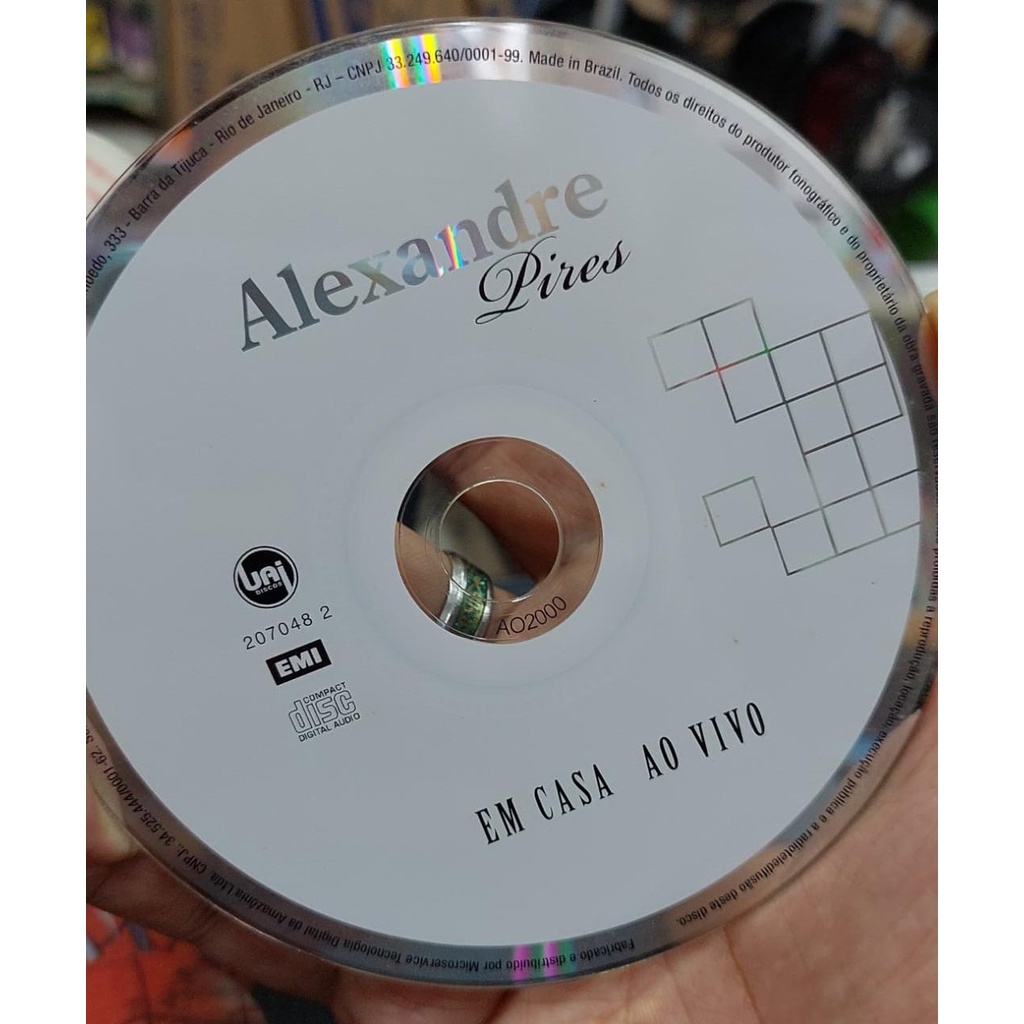 Alexandre
Pires
UAI
DISCOS
207048 2
EMI
COMPACT
disc
DIGITAL AUDIO
AO2000
EM CASA AO VIVO
333 - Barra da Tijuca - Rio de Janeiro - RJ – CNPJ 33.249.640/0001-99. Made in Brazil. Todos os direitos do produtor fonográfico e do proprietário da obra gravada são
proibidas a reprodução, locação, execução pública e a radioteledifusão deste disco.
Fabricado e distribuído por Microservice Tecnologia Digital da Amazônia Ltda. CNPJ.: 34.525.444/0001-62.